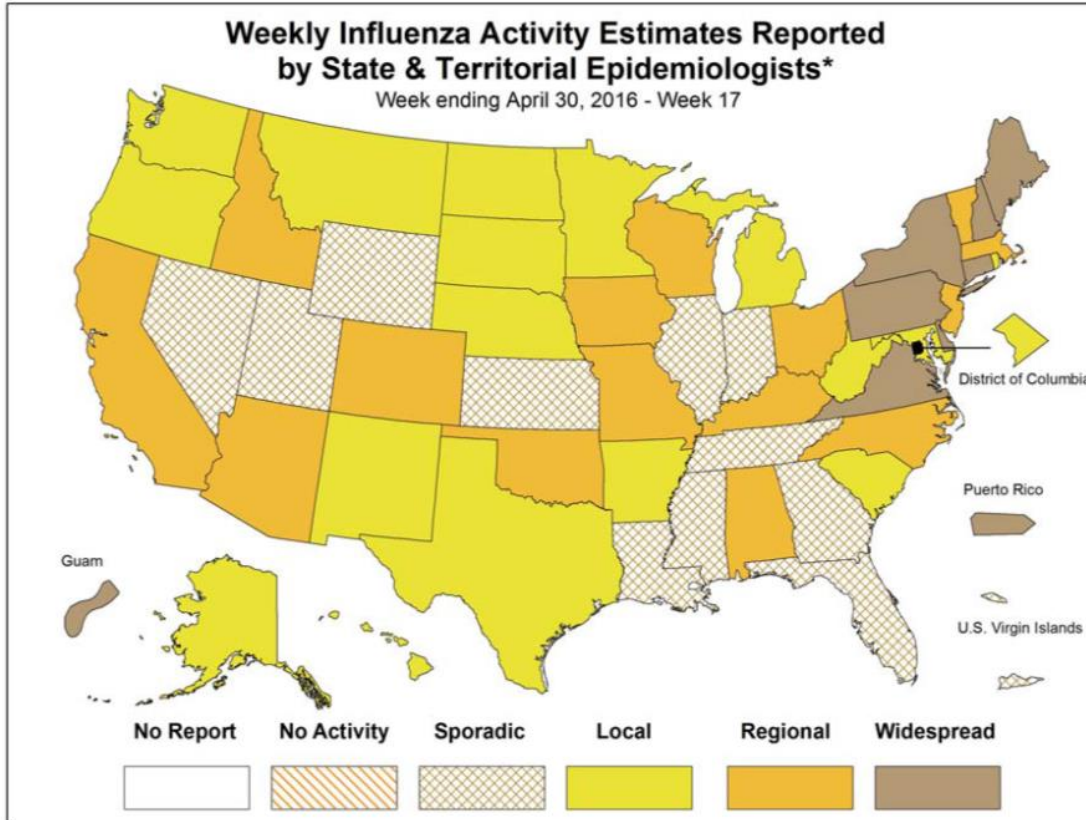 Weekly Influenza Activity Estimates Reported
by State & Territorial Epidemiologists*
Week ending April 30, 2016 - Week 17
District of Columbia
Puerto Rico
Guam
U.S. Virgin Islands
No Report No Activity Sporadic Local Regional Widespread